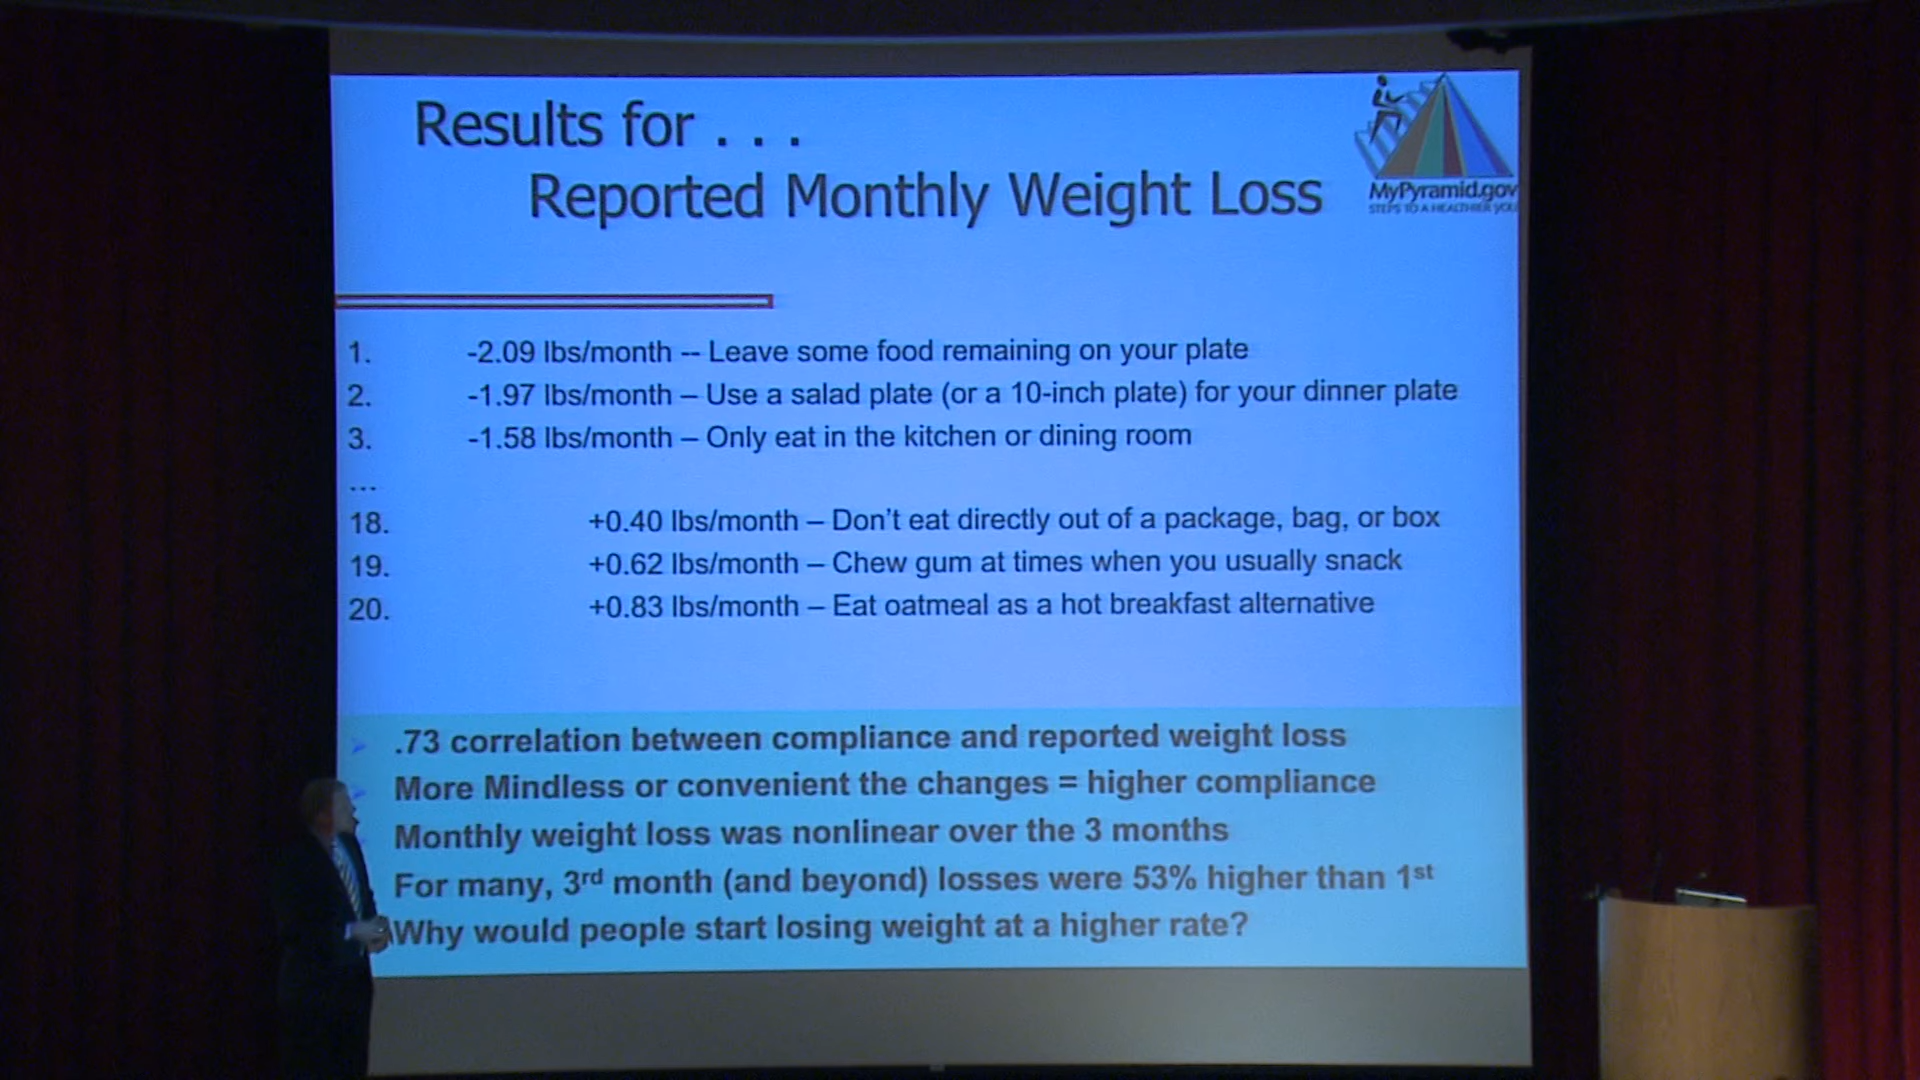 Results for . . .
Reported Monthly Weight Loss
MyPyramid.gov
STEPS TO A HEALTHIER YOU
1. -2.09 lbs/month -- Leave some food remaining on your plate
2. -1.97 lbs/month – Use a salad plate (or a 10-inch plate) for your dinner plate
3. -1.58 lbs/month – Only eat in the kitchen or dining room
...
18. +0.40 lbs/month – Don't eat directly out of a package, bag, or box
19. +0.62 lbs/month – Chew gum at times when you usually snack
20. +0.83 lbs/month – Eat oatmeal as a hot breakfast alternative
.73 correlation between compliance and reported weight loss
More Mindless or convenient the changes = higher compliance
Monthly weight loss was nonlinear over the 3 months
For many, 3rd month (and beyond) losses were 53% higher than 1st
Why would people start losing weight at a higher rate?